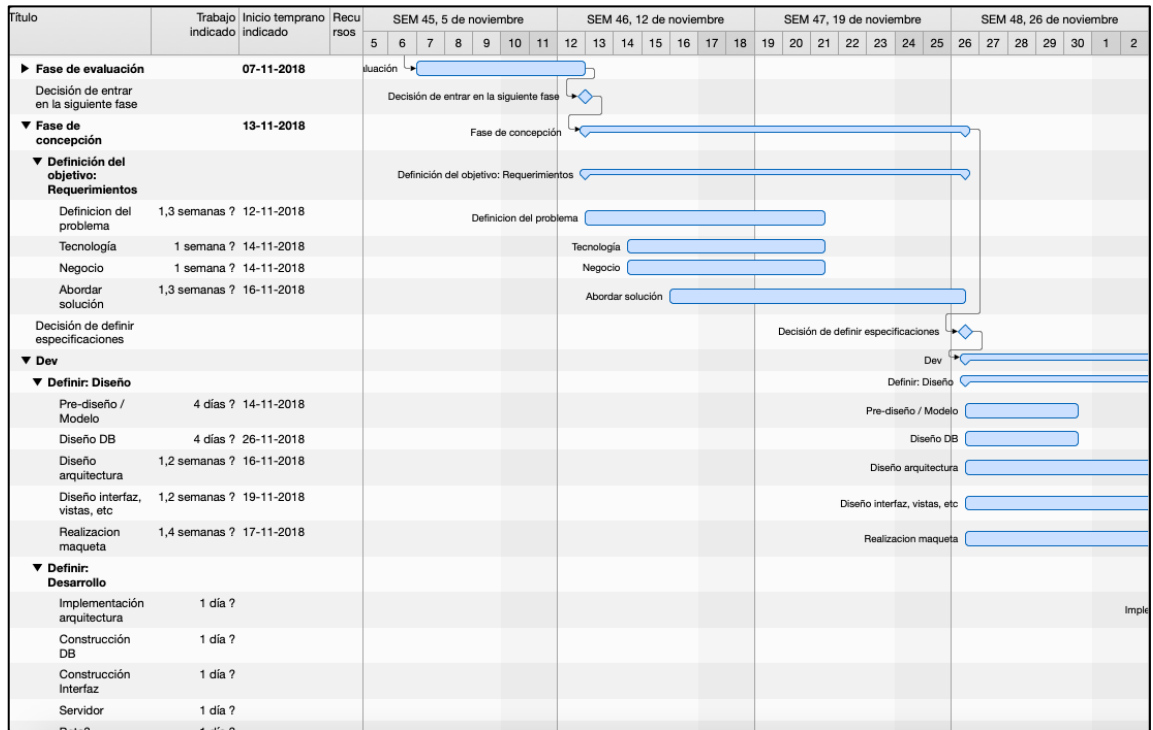 Título Trabajo indicado Inicio temprano indicado Recu rsos SEM 45, 5 de noviembre SEM 46, 12 de noviembre SEM 47, 19 de noviembre SEM 48, 26 de noviembre
5 6 7 8 9 10 11 12 13 14 15 16 17 18 19 20 21 22 23 24 25 26 27 28 29 30 1 2
Fase de evaluación 07-11-2018 luación
Decisión de entrar
en la siguiente fase
Decisión de entrar en la siguiente fase
Fase de
concepción
13-11-2018 Fase de concepción
Definición del
objetivo:
Requerimientos
Definición del objetivo: Requerimientos
Definicion del
problema
1,3 semanas ? 12-11-2018 Definicion del problema
Tecnología 1 semana ? 14-11-2018 Tecnología
Negocio 1 semana ? 14-11-2018 Negocio
Abordar
solución
1,3 semanas ? 16-11-2018 Abordar solución
Decisión de definir
especificaciones
Decisión de definir especificaciones
Dev Dev
Definir: Diseño Definir: Diseño
Pre-diseño /
Modelo
4 días ? 14-11-2018 Pre-diseño / Modelo
Diseño DB 4 días ? 26-11-2018 Diseño DB
Diseño
arquitectura
1,2 semanas ? 16-11-2018 Diseño arquitectura
Diseño interfaz,
vistas, etc
1,2 semanas ? 19-11-2018 Diseño interfaz, vistas, etc
Realizacion
maqueta
1,4 semanas ? 17-11-2018 Realizacion maqueta
Definir:
Desarrollo
Implementación
arquitectura
1 día ? Imple
Construcción
DB
1 día ?
Construcción
Interfaz
1 día ?
Servidor 1 día ?